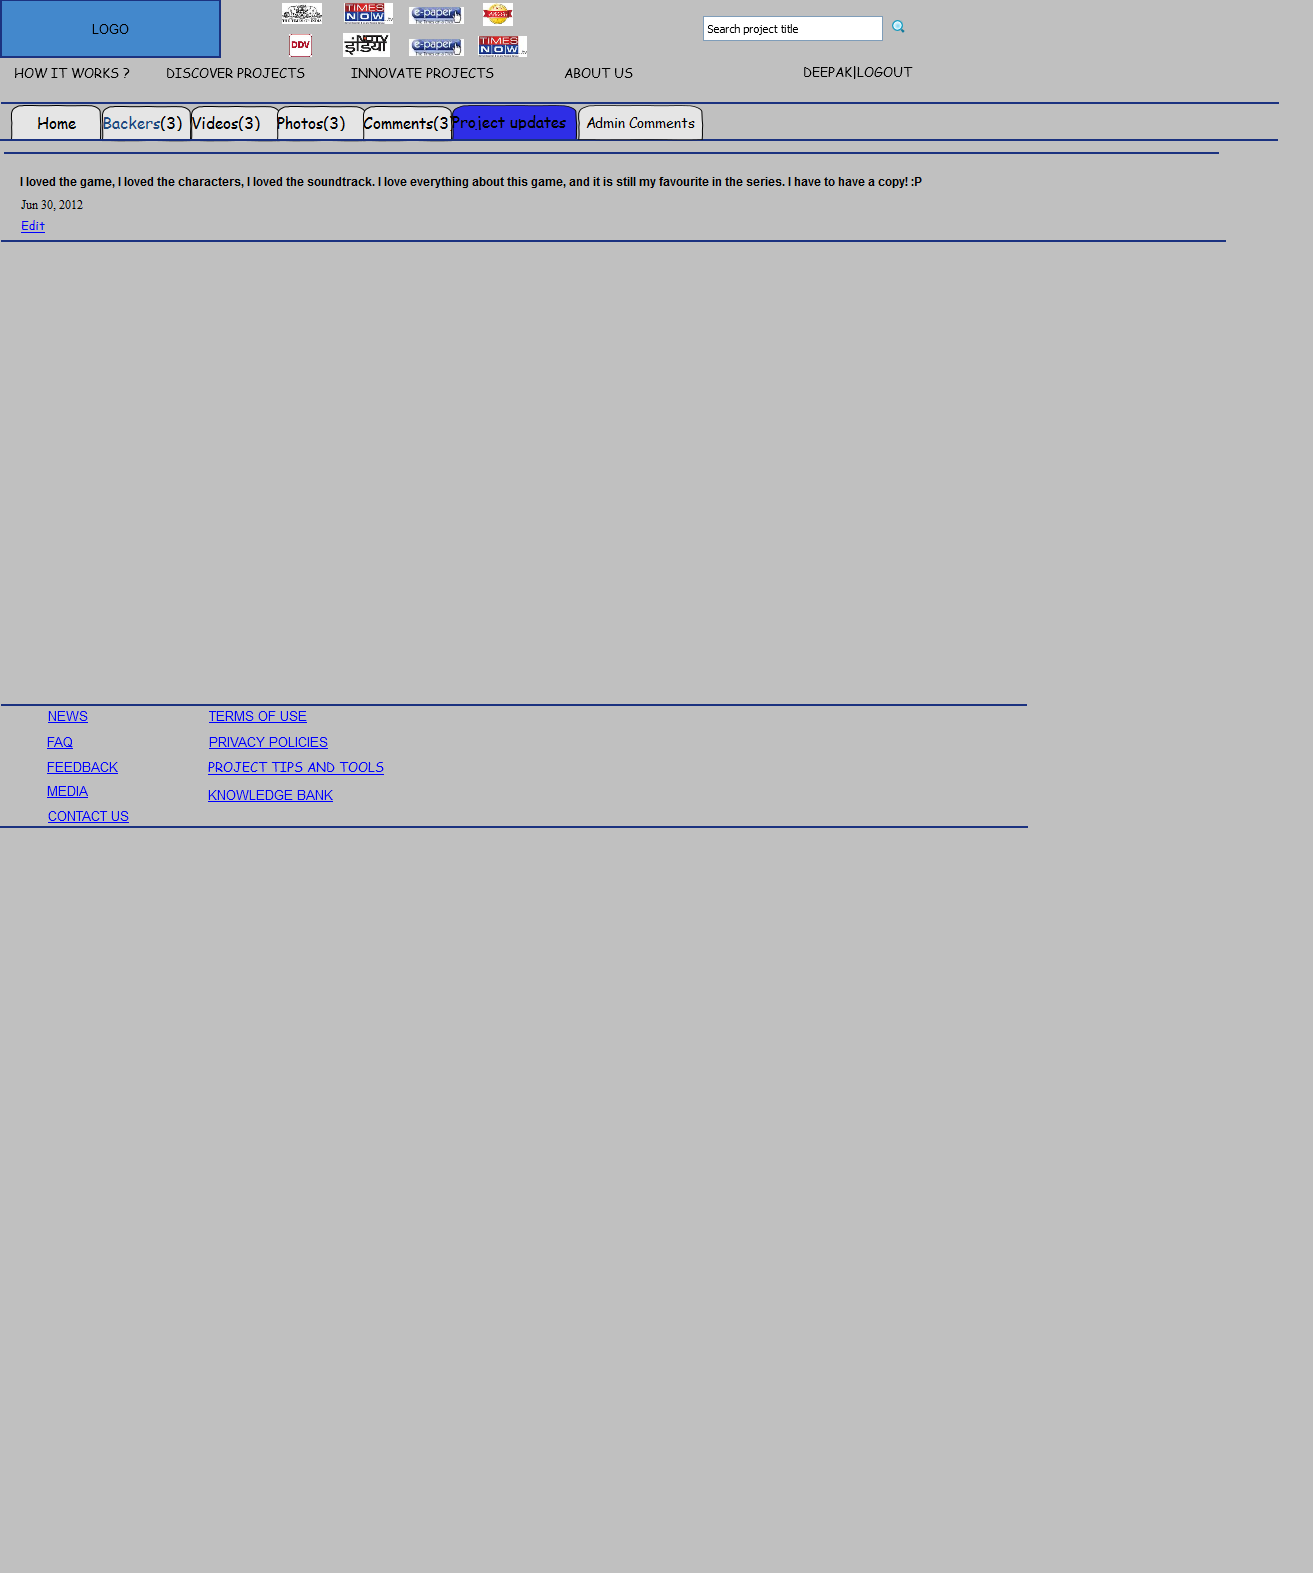 LOGO
TIMES
NOW
e-paper
DDV
NDTV
इंडिया
e-paper
TIMES
NOW
Search project title
HOW IT WORKS ?
DISCOVER PROJECTS
INNOVATE PROJECTS
ABOUT US
DEEPAK|LOGOUT
Home
Backers(3)
Videos(3)
Photos(3)
Comments(3
Project updates
Admin Comments
I loved the game, I loved the characters, I loved the soundtrack. I love everything about this game, and it is still my favourite in the series. I have to have a copy! :P
Jun 30, 2012
Edit
NEWS
TERMS OF USE
FAQ
PRIVACY POLICIES
FEEDBACK
PROJECT TIPS AND TOOLS
MEDIA
KNOWLEDGE BANK
CONTACT US